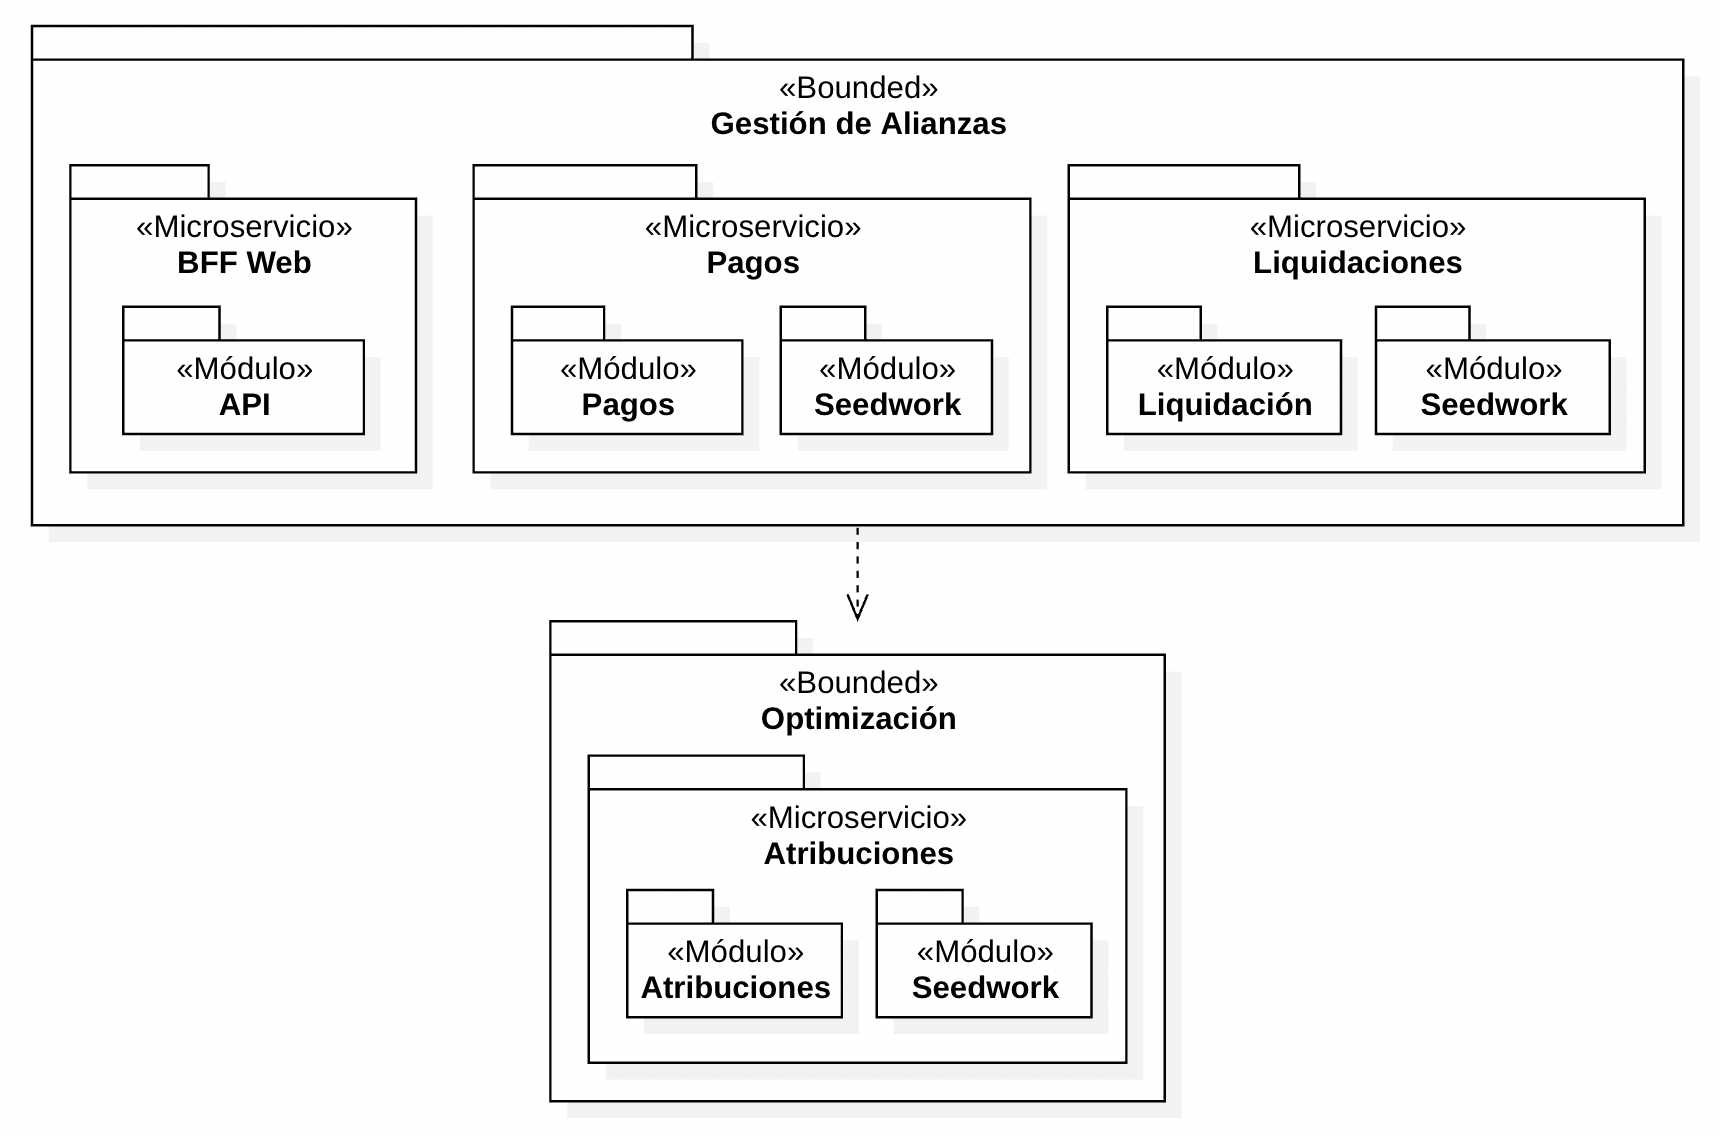 «Bounded»
Gestión de Alianzas
«Microservicio»
BFF Web
«Módulo»
API
«Microservicio»
Pagos
«Módulo»
Pagos
«Módulo»
Seedwork
«Microservicio»
Liquidaciones
«Módulo»
Liquidación
«Módulo»
Seedwork
«Bounded»
Optimización
«Microservicio»
Atribuciones
«Módulo»
Atribuciones
«Módulo»
Seedwork